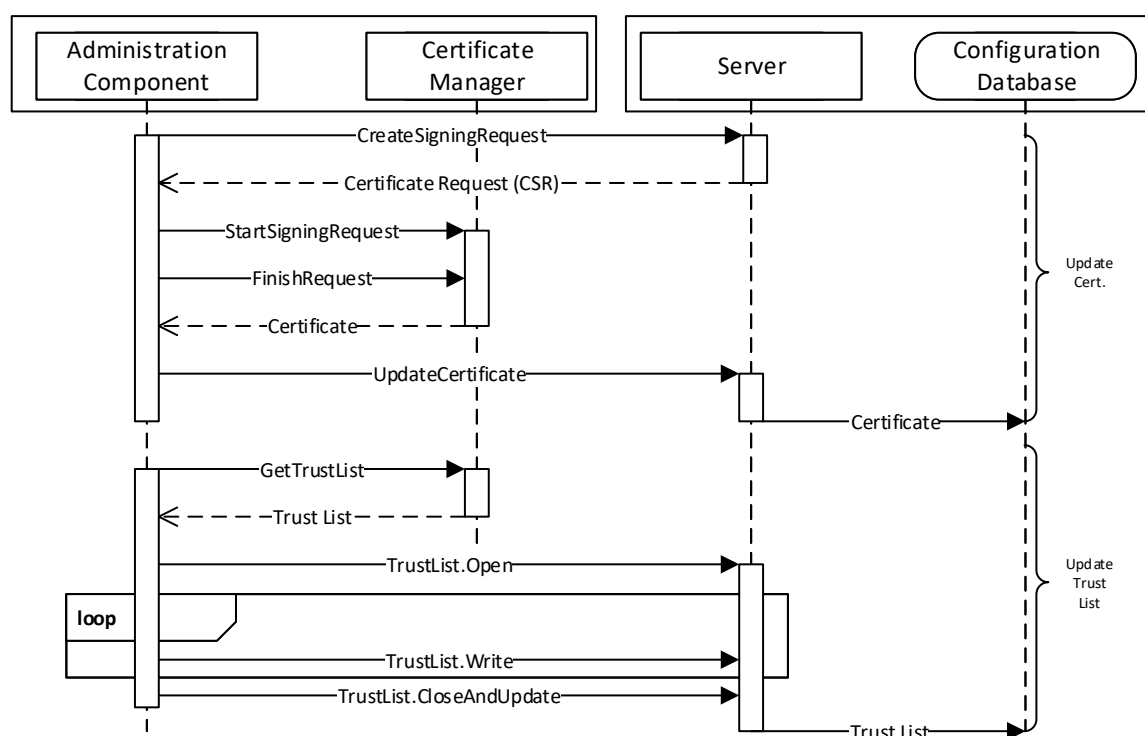 Administration
Component
Certificate
Manager
Server
Configuration
Database
CreateSigningRequest
Certificate Request (CSR)
StartSigningRequest
FinishRequest
Certificate
UpdateCertificate
Certificate
Update
Cert.
GetTrustList
Trust List
TrustList.Open
Update
Trust
List
loop
TrustList.Write
TrustList.CloseAndUpdate
Trust List